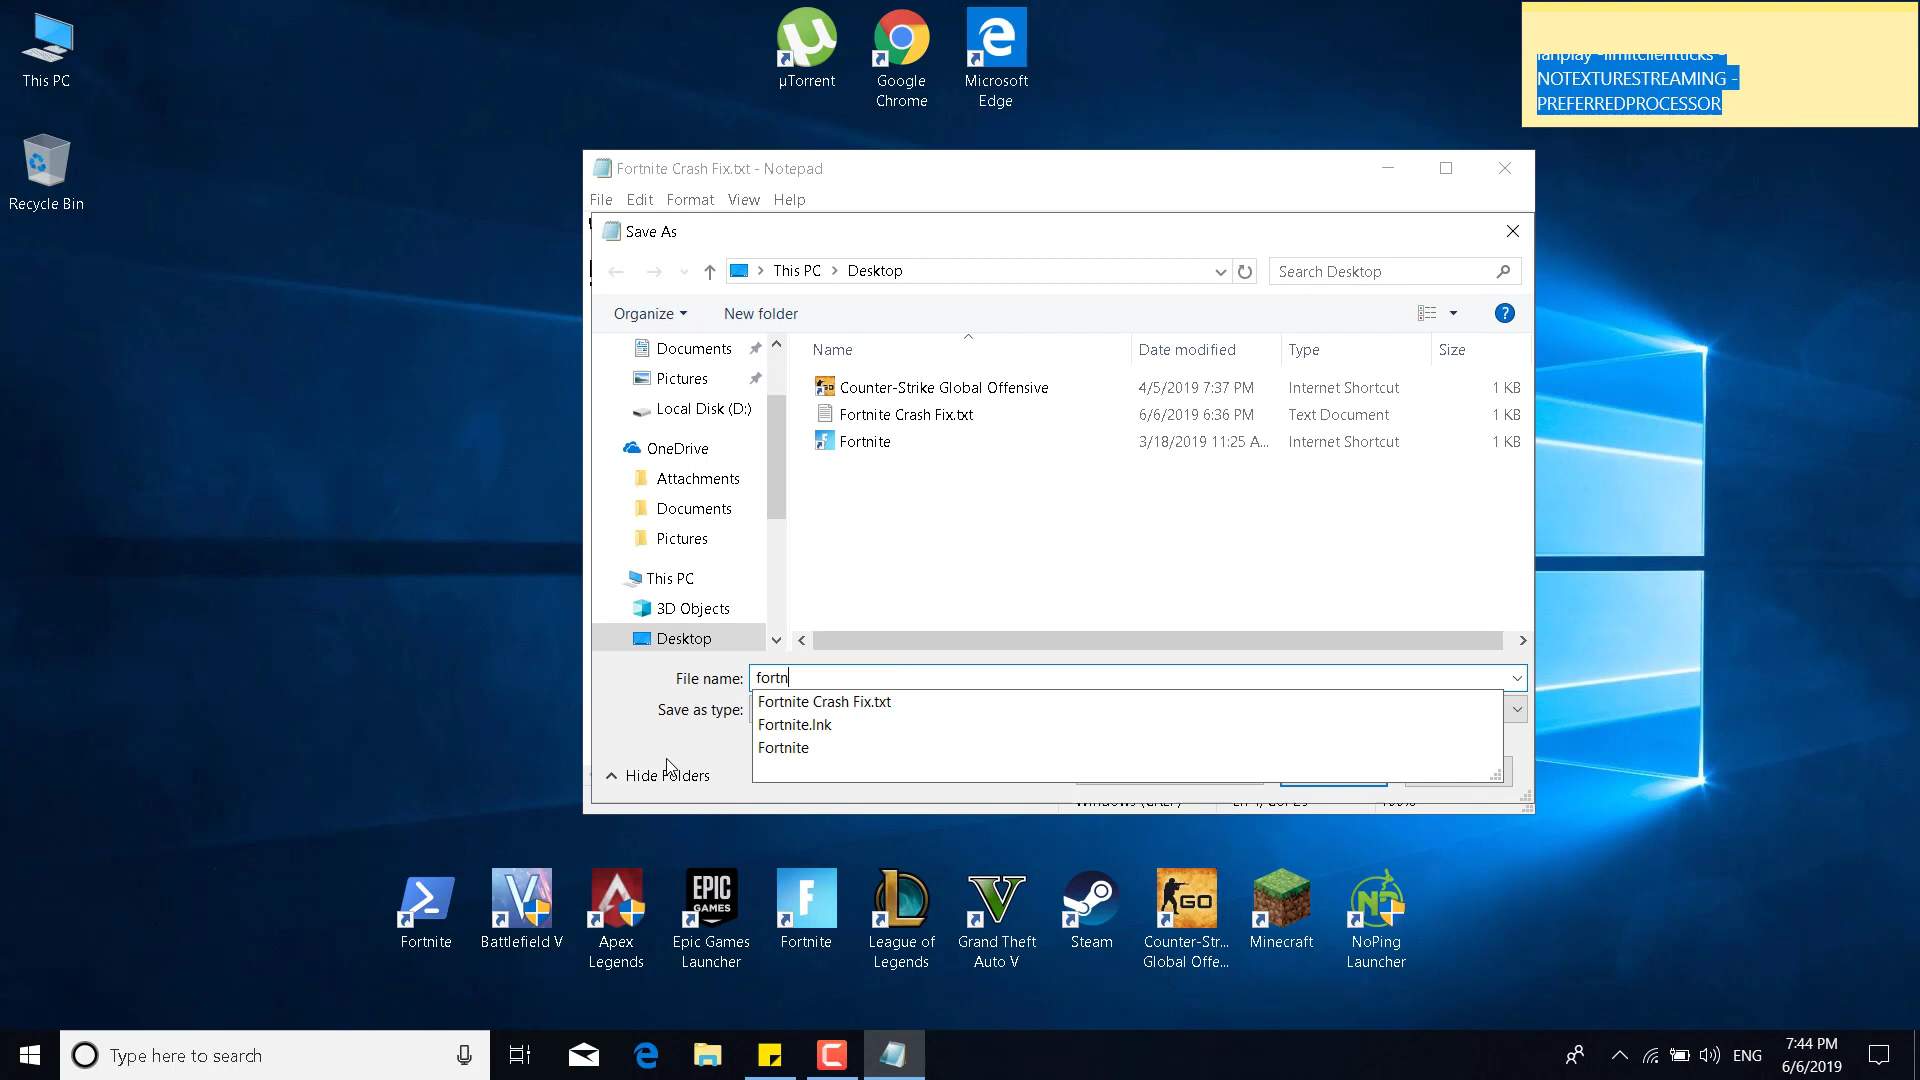 This PC
Recycle Bin
µTorrent
Google
Chrome
Microsoft
Edge
lanplay -limitclientticks -
NOTEXTURESTREAMING -
PREFERREDPROCESSOR
Fortnite Crash Fix.txt - Notepad
File Edit Format View Help
Save As
This PC > Desktop
Search Desktop
Organize
New folder
Name Date modified Type Size
Documents
Pictures
Local Disk (D:)
OneDrive
Attachments
Documents
Pictures
This PC
3D Objects
Desktop
Counter-Strike Global Offensive 4/5/2019 7:37 PM Internet Shortcut 1 KB
Fortnite Crash Fix.txt 6/6/2019 6:36 PM Text Document 1 KB
Fortnite 3/18/2019 11:25 A... Internet Shortcut 1 KB
File name: fortn
Save as type:
Fortnite Crash Fix.txt
Fortnite.lnk
Fortnite
Hide Folders
EPIC
GAMES
GO
Fortnite
Battlefield V
Apex
Legends
Epic Games
Launcher
Fortnite
League of
Legends
Grand Theft
Auto V
Steam
Counter-Str...
Global Offe...
Minecraft
NoPing
Launcher
Type here to search
ENG
7:44 PM
6/6/2019